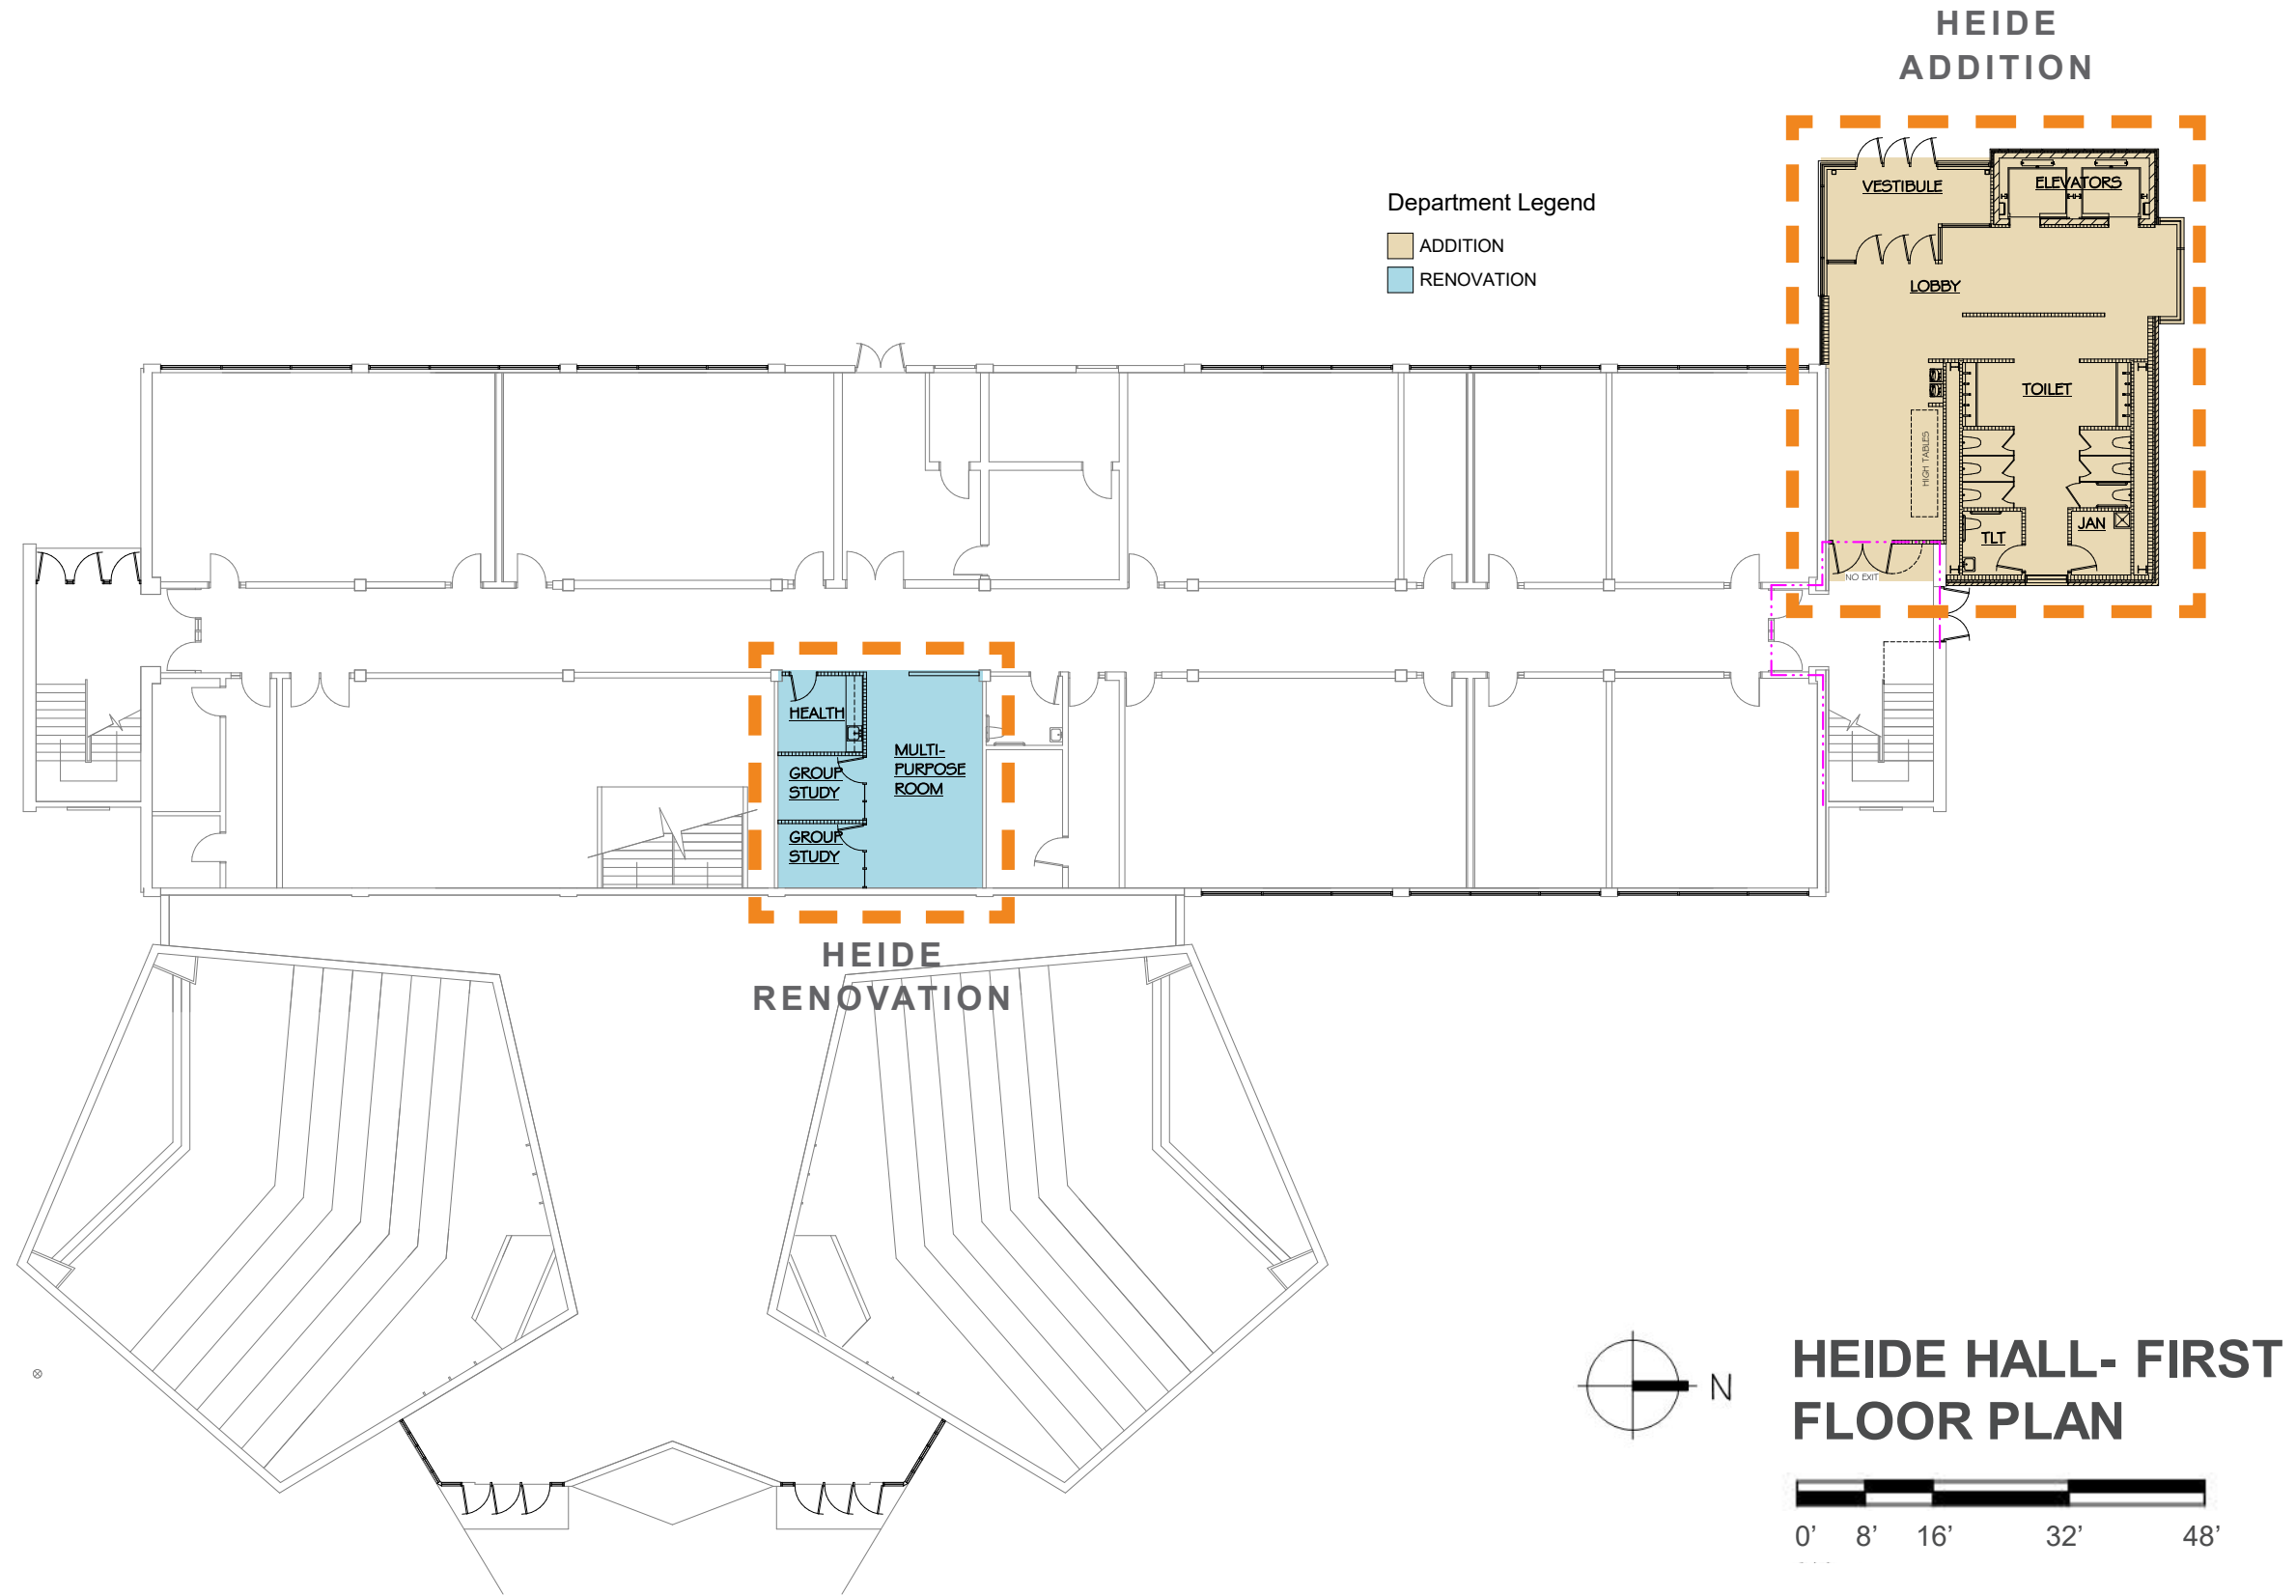 HEIDE
ADDITION
Department Legend
ADDITION
RENOVATION
VESTIBULE
ELEVATORS
LOBBY
TOILET
HIGH TABLES
TLT
JAN
NO EXIT
HEALTH
GROUP
STUDY
GROUP
STUDY
MULTI-
PURPOSE
ROOM
HEIDE
RENOVATION
N
HEIDE HALL- FIRST
FLOOR PLAN
0’ 8’ 16’ 32’ 48’